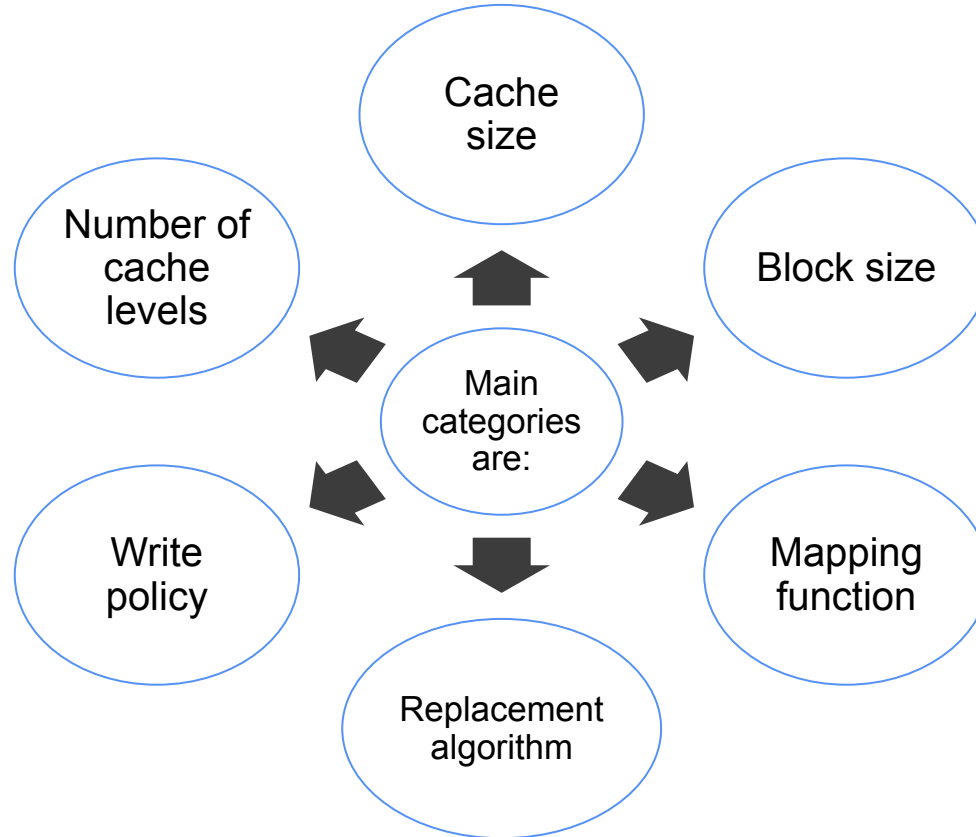 Cache
size
Number of
cache
levels
Block size
Main
categories
are:
Write
policy
Mapping
function
Replacement
algorithm